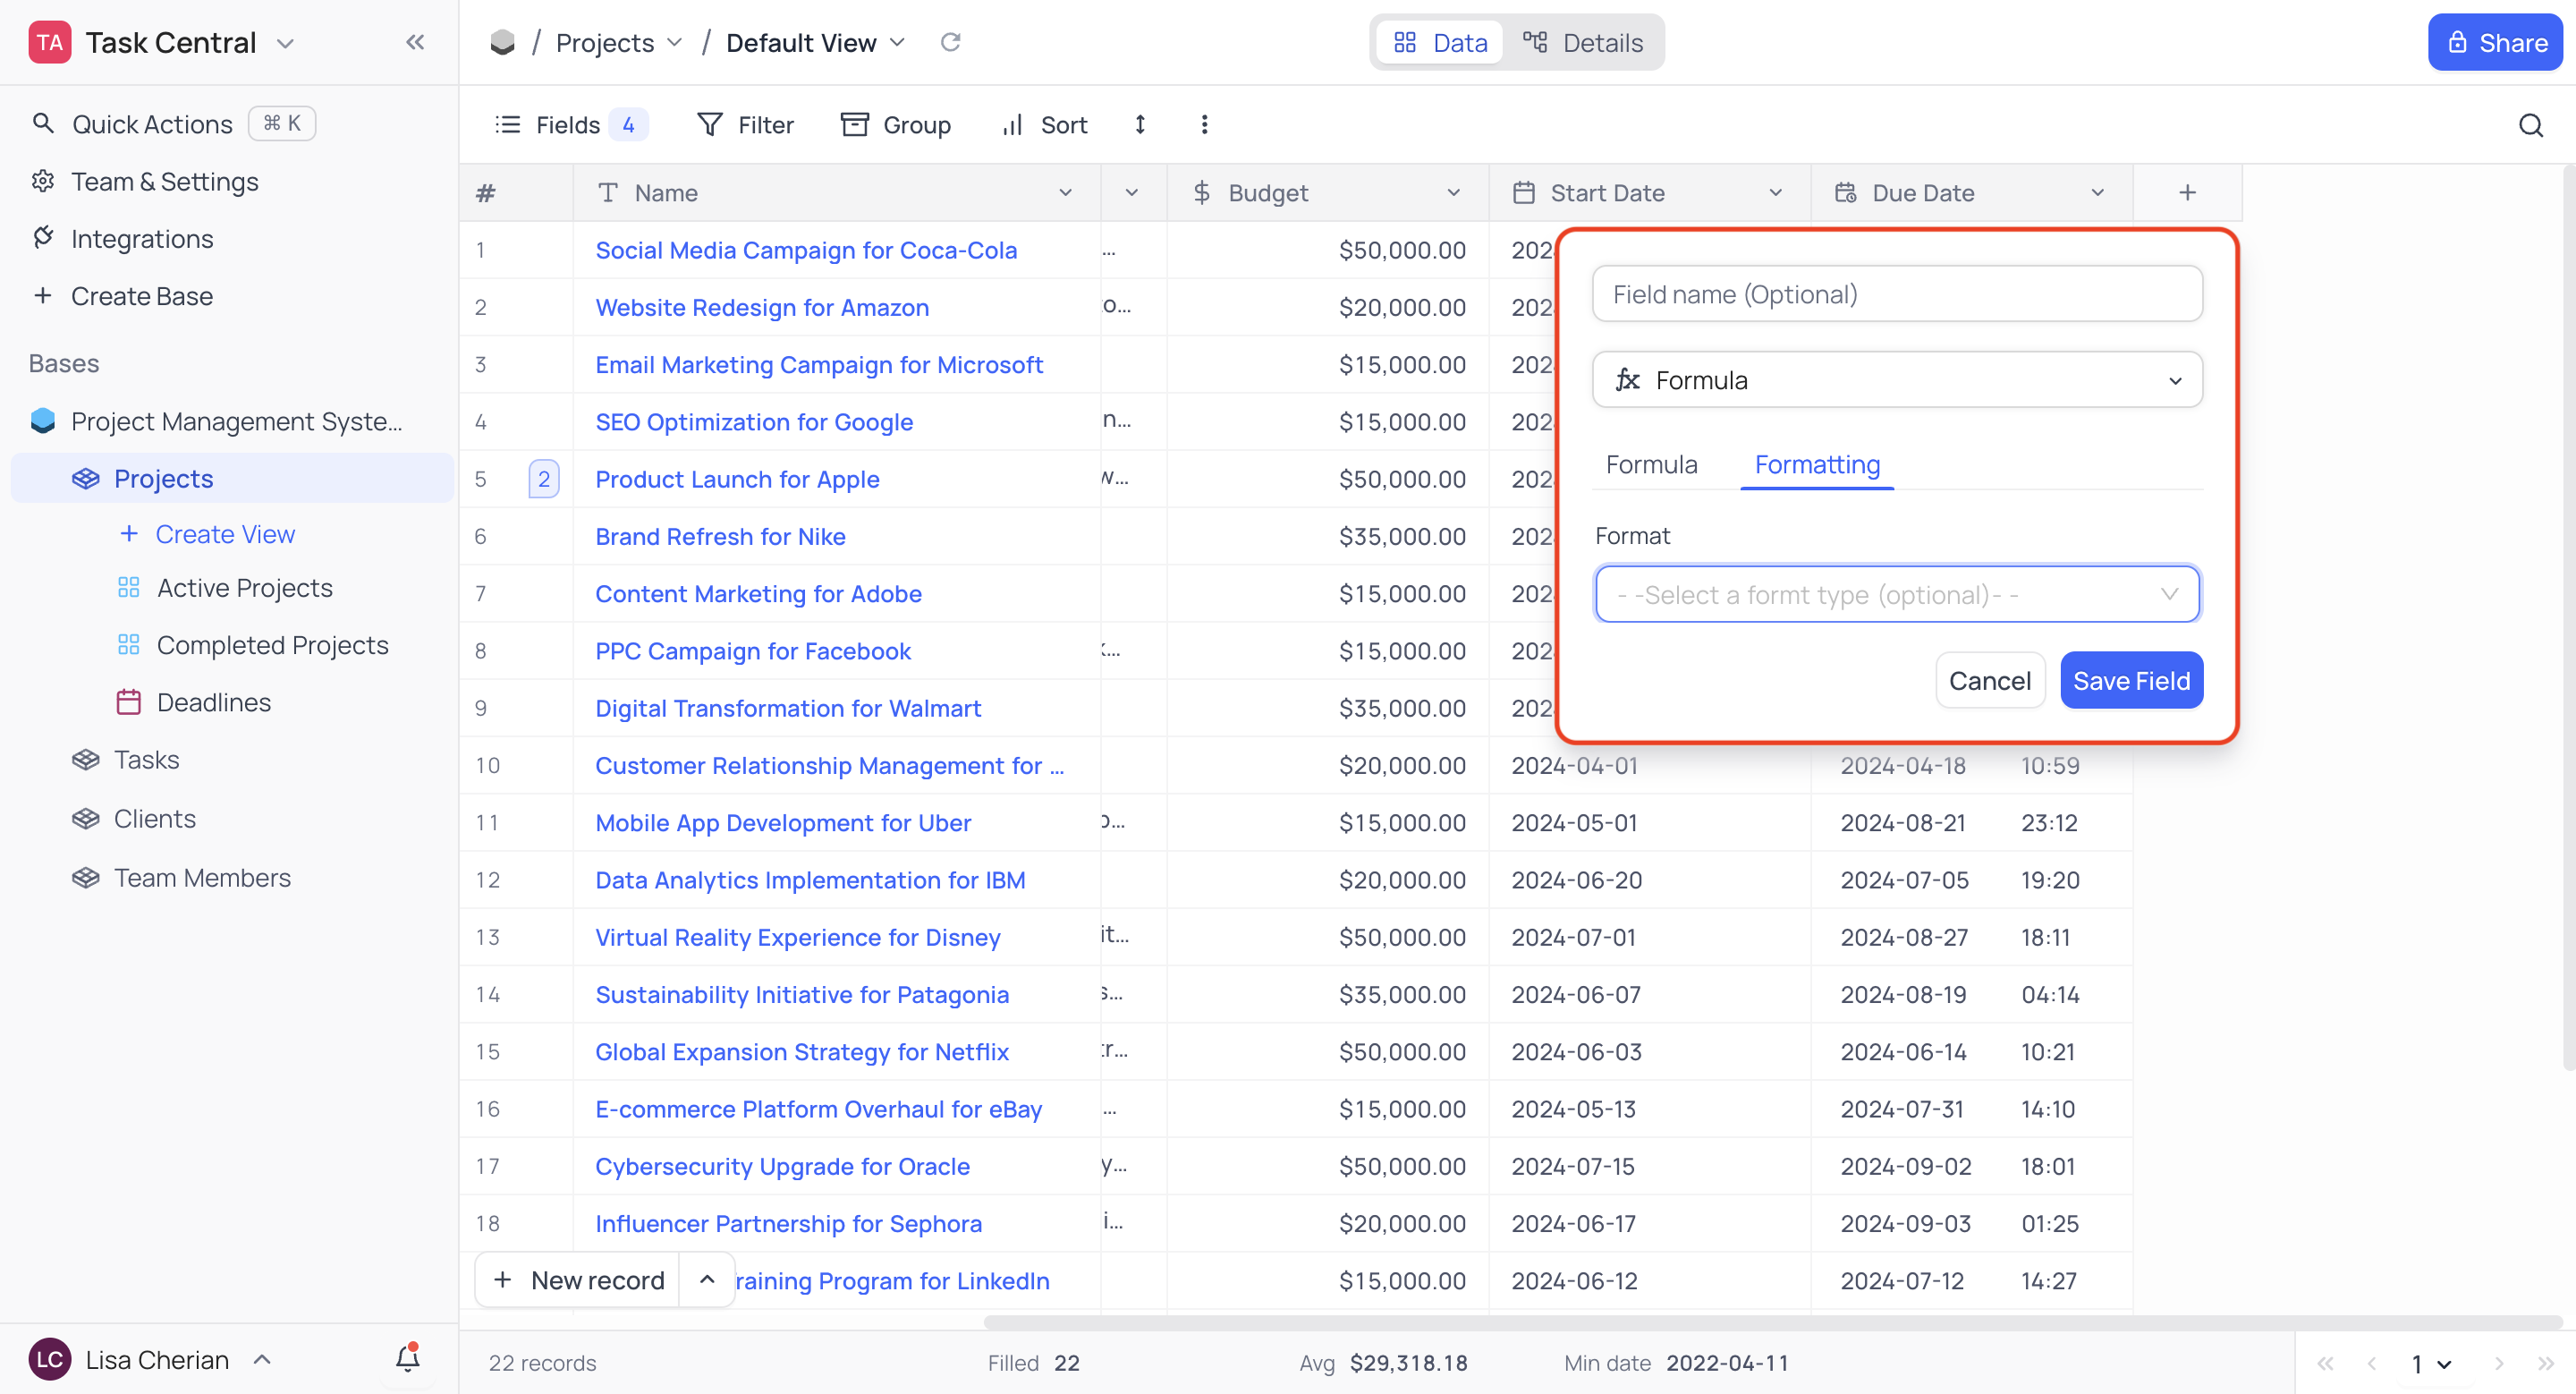 TA Task Central
Projects / Default View
Data Details
Share
Quick Actions ⌘ K
Team & Settings
Integrations
+ Create Base
Bases
Project Management Syste...
Projects
+ Create View
Active Projects
Completed Projects
Deadlines
Tasks
Clients
Team Members
LC Lisa Cherian
Fields 4 Filter Group Sort
# Name Budget Start Date Due Date +
1 Social Media Campaign for Coca-Cola ... $50,000.00 202
2 Website Redesign for Amazon o... $20,000.00 202
3 Email Marketing Campaign for Microsoft $15,000.00 202
4 SEO Optimization for Google n... $15,000.00 202
5 2 Product Launch for Apple w... $50,000.00 202
6 Brand Refresh for Nike $35,000.00 202
7 Content Marketing for Adobe $15,000.00 202
8 PPC Campaign for Facebook ... $15,000.00 202
9 Digital Transformation for Walmart $35,000.00 202
10 Customer Relationship Management for ... $20,000.00 2024-04-01 2024-04-18 10:59
11 Mobile App Development for Uber ... $15,000.00 2024-05-01 2024-08-21 23:12
12 Data Analytics Implementation for IBM $20,000.00 2024-06-20 2024-07-05 19:20
13 Virtual Reality Experience for Disney it... $50,000.00 2024-07-01 2024-08-27 18:11
14 Sustainability Initiative for Patagonia s... $35,000.00 2024-06-07 2024-08-19 04:14
15 Global Expansion Strategy for Netflix tr... $50,000.00 2024-06-03 2024-06-14 10:21
16 E-commerce Platform Overhaul for eBay ... $15,000.00 2024-05-13 2024-07-31 14:10
17 Cybersecurity Upgrade for Oracle y... $50,000.00 2024-07-15 2024-09-02 18:01
18 Influencer Partnership for Sephora i... $20,000.00 2024-06-17 2024-09-03 01:25
+ New record raining Program for LinkedIn $15,000.00 2024-06-12 2024-07-12 14:27
Field name (Optional)
fx Formula
Formula Formatting
Format
- -Select a formt type (optional)- -
Cancel Save Field
22 records Filled 22 Avg $29,318.18 Min date 2022-04-11
1